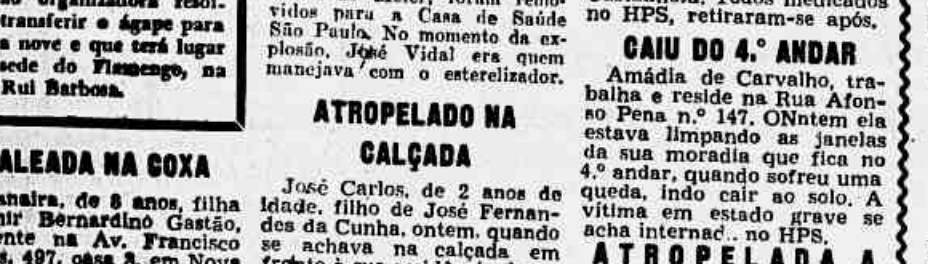 transferir o ágape para
a nove e que terá lugar
sede do Flamengo, na
Rui Barbosa.
ALEADA NA COXA
de 8 anos, filha
Bernardino Gastão,
na Av. Francisco
497, casa 3, em Nova
vidos para a Casa de Saúde
São Paulo. No momento da ex-
plosão, José Vidal era quem
manejava com o esterelizador.
ATROPELADO NA
CALÇADA
José Carlos, de 2 anos de
Idade, filho de José Fernan-
des da Cunha, ontem, quando
se achava na calçada em
no HPS, retiraram-se após.
CAIU DO 4.º ANDAR
Amádia de Carvalho, tra-
balha e reside na Rua Afon-
so Pena n.º 147. ONntem ela
estava limpando as janelas
da sua moradia que fica no
4.º andar, quando sofreu uma
queda, indo cair ao solo. A
vítima em estado grave se
acha internad.. no HPS.
ATROPELADA A